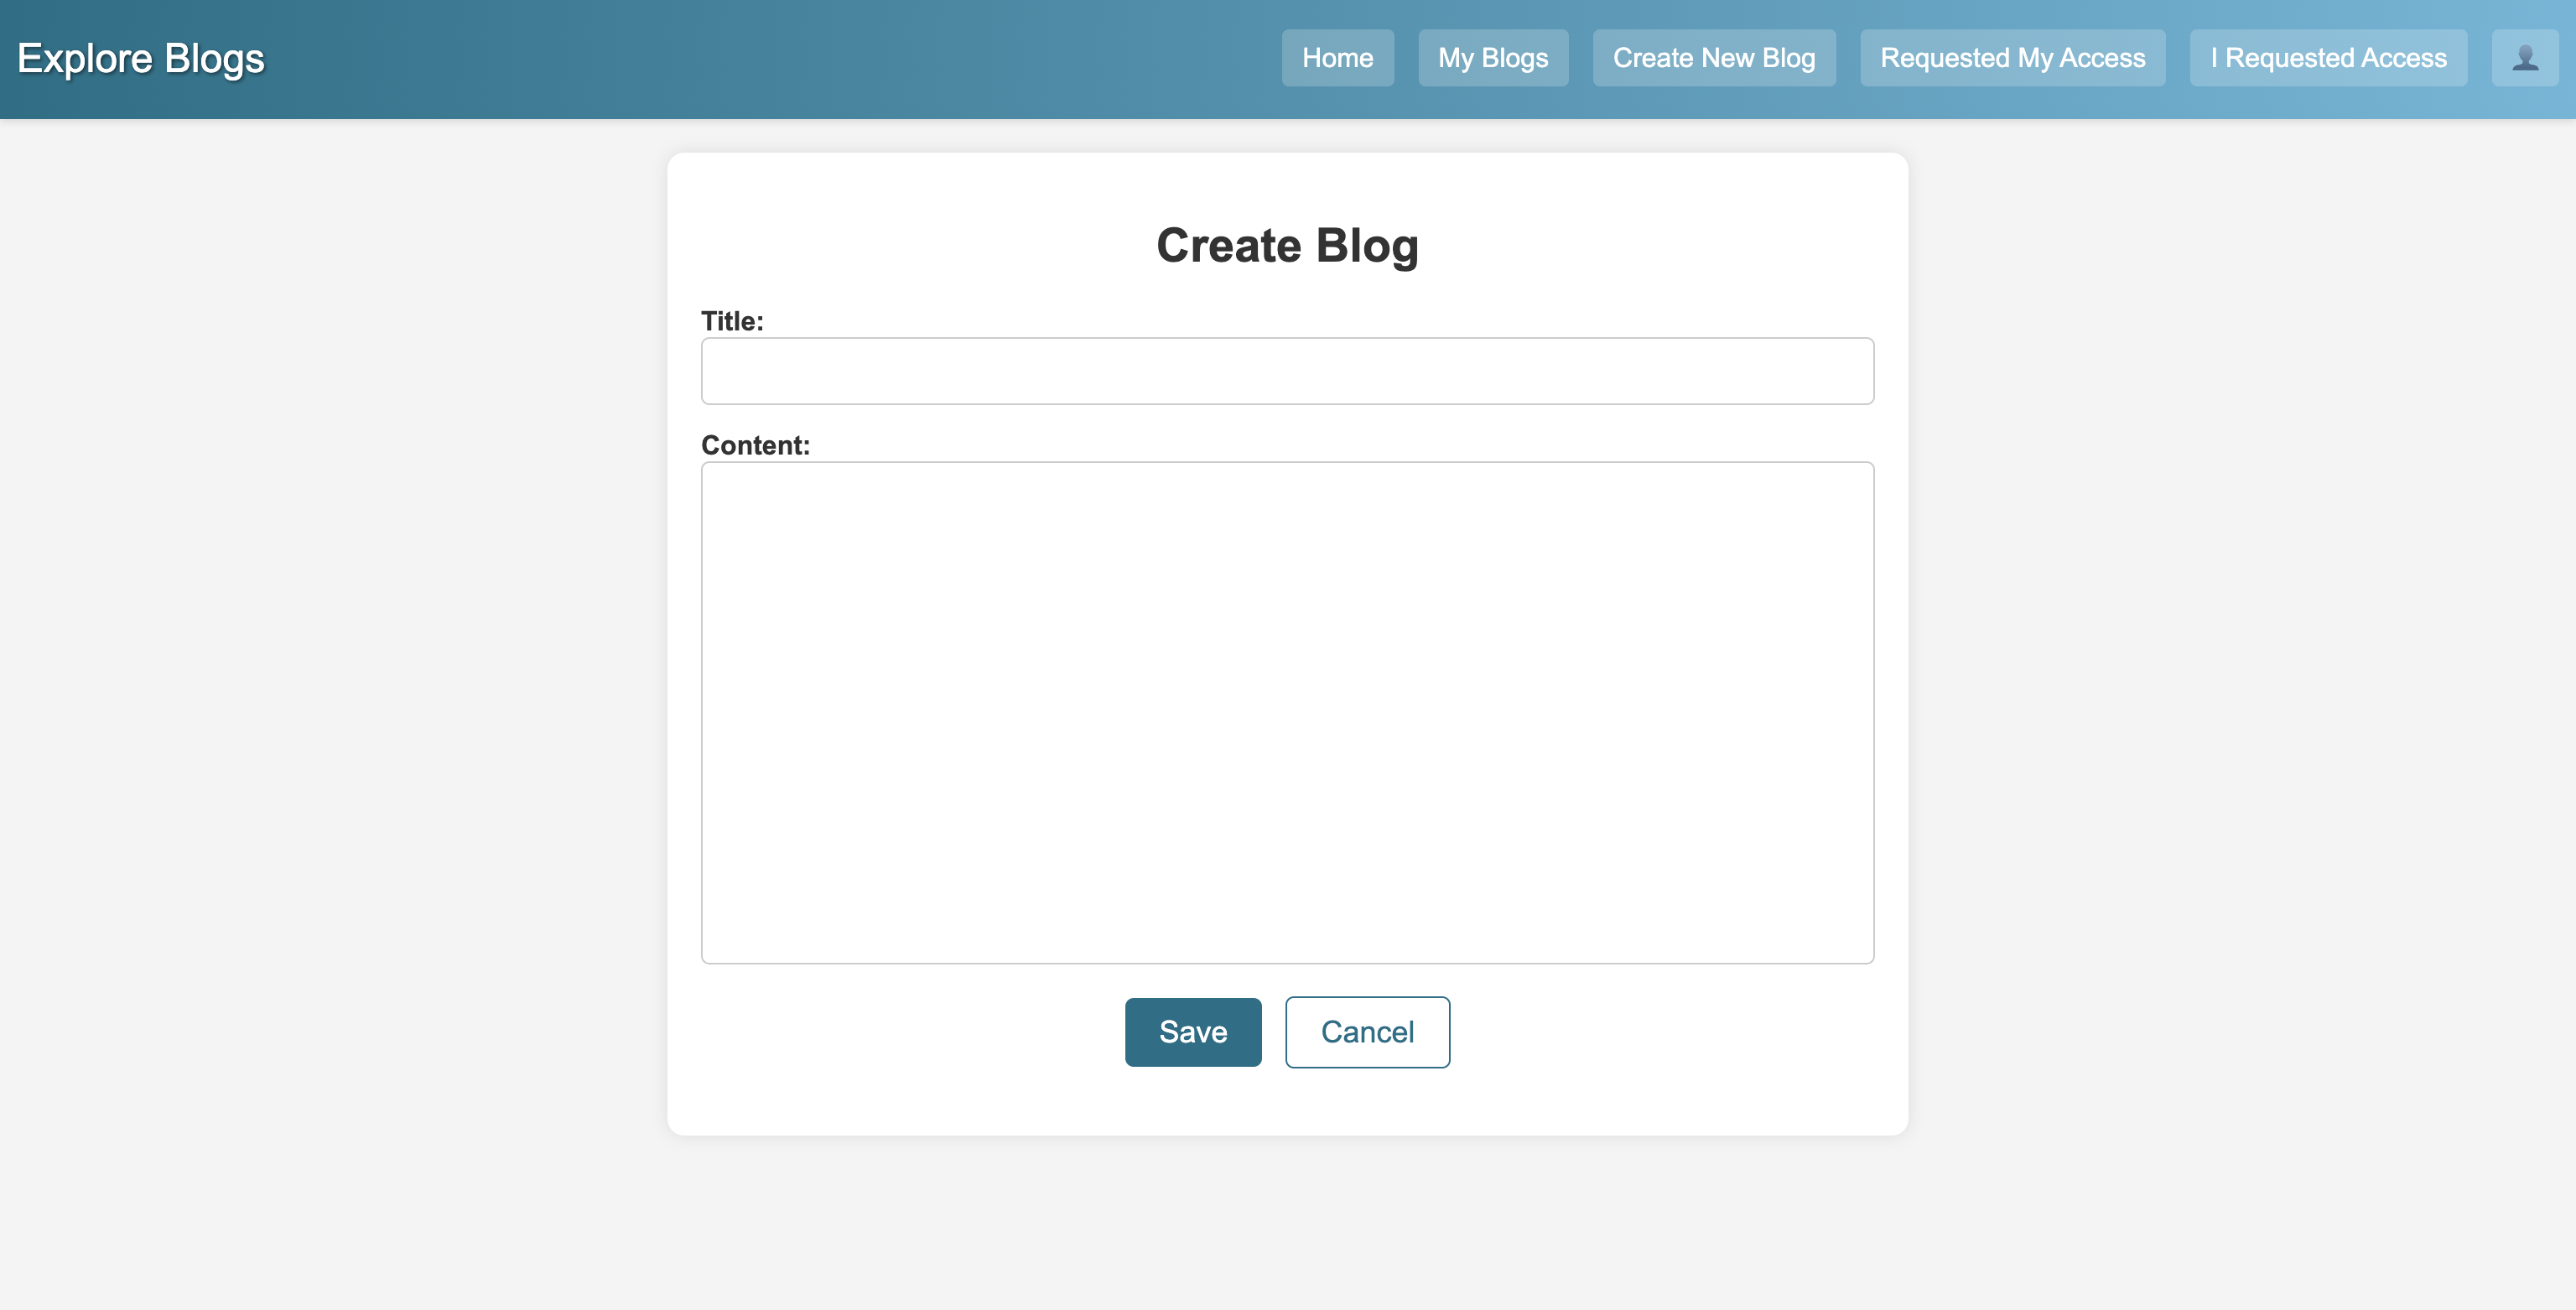 Explore Blogs
Home
My Blogs
Create New Blog
Requested My Access
I Requested Access
Create Blog
Title:
Content:
Save
Cancel